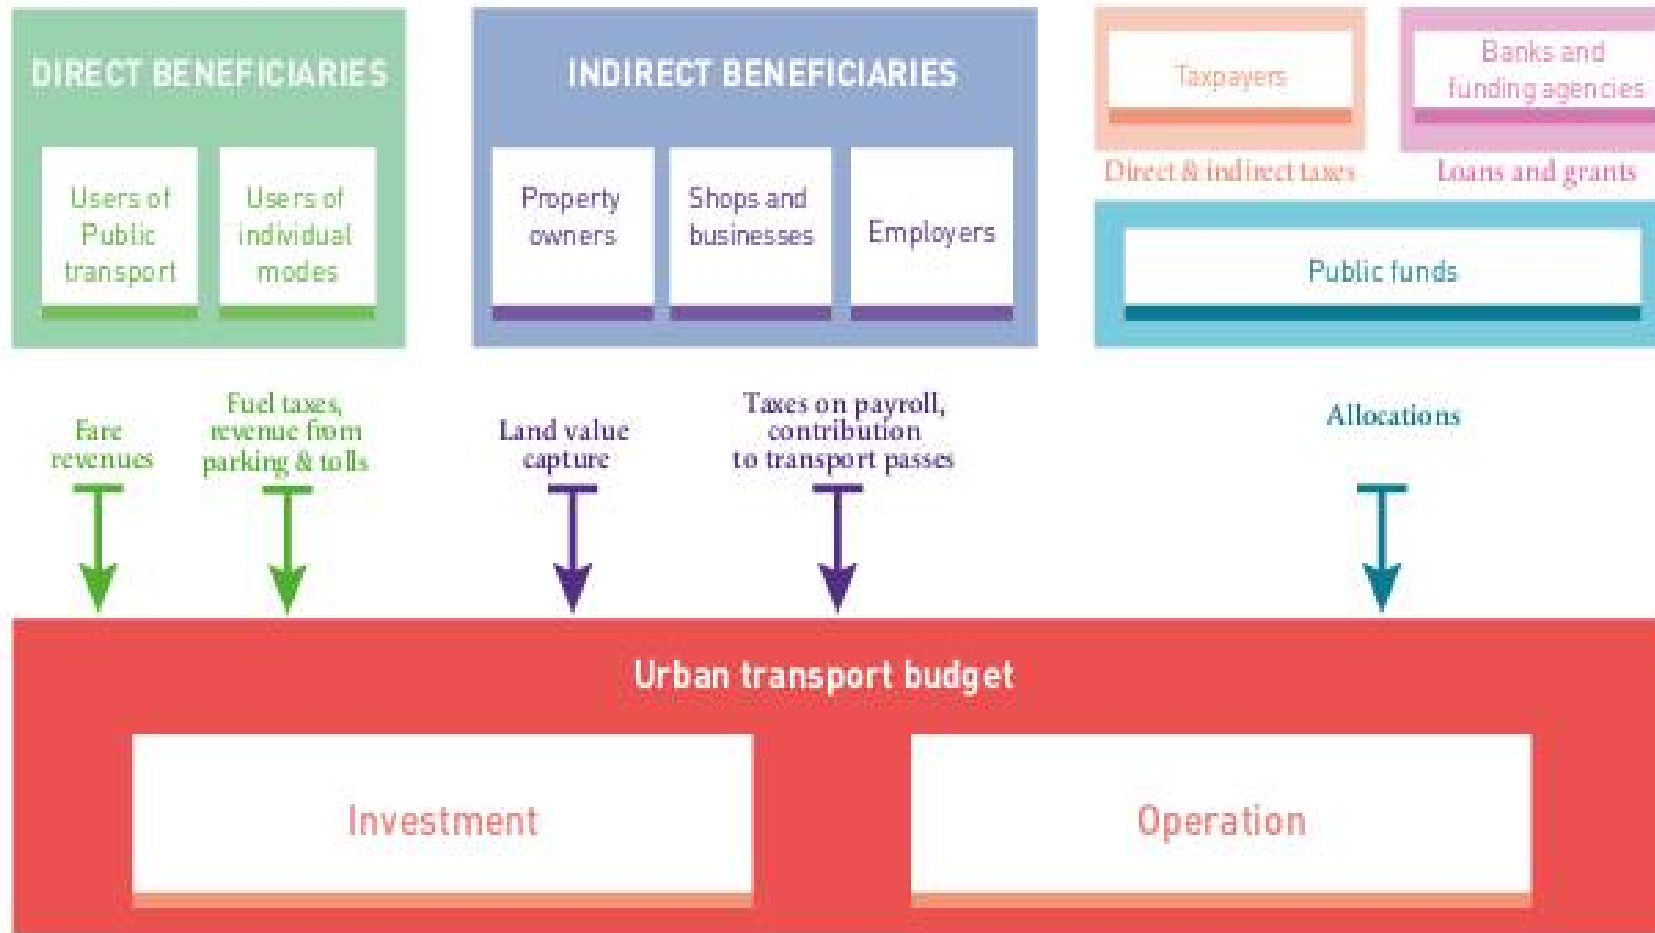 DIRECT BENEFICIARIES
Users of
Public
transport
Users of
individual
modes
INDIRECT BENEFICIARIES
Property
owners
Shops and
businesses
Employers
Taxpayers
Direct & indirect taxes
Banks and
funding agencies
Loans and grants
Public funds
Fare
revenues
Fuel taxes,
revenue from
parking & tolls
Land value
capture
Taxes on payroll,
contribution
to transport passes
Allocations
Urban transport budget
Investment
Operation